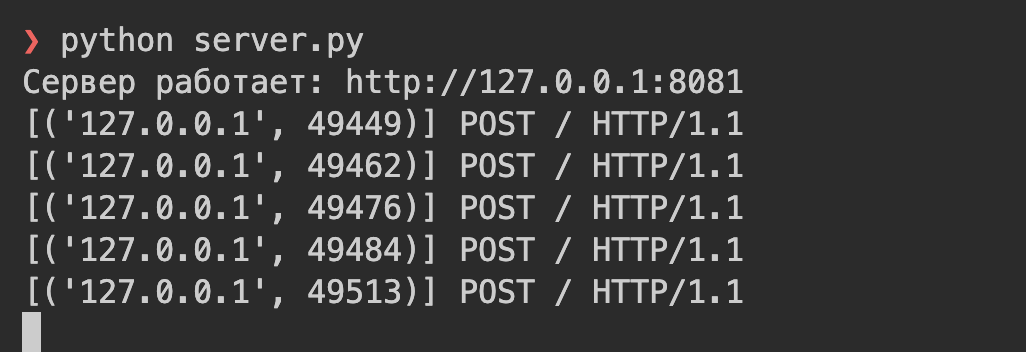 ❯ python server.py
Сервер работает: http://127.0.0.1:8081
[('127.0.0.1', 49449)] POST / HTTP/1.1
[('127.0.0.1', 49462)] POST / HTTP/1.1
[('127.0.0.1', 49476)] POST / HTTP/1.1
[('127.0.0.1', 49484)] POST / HTTP/1.1
[('127.0.0.1', 49513)] POST / HTTP/1.1